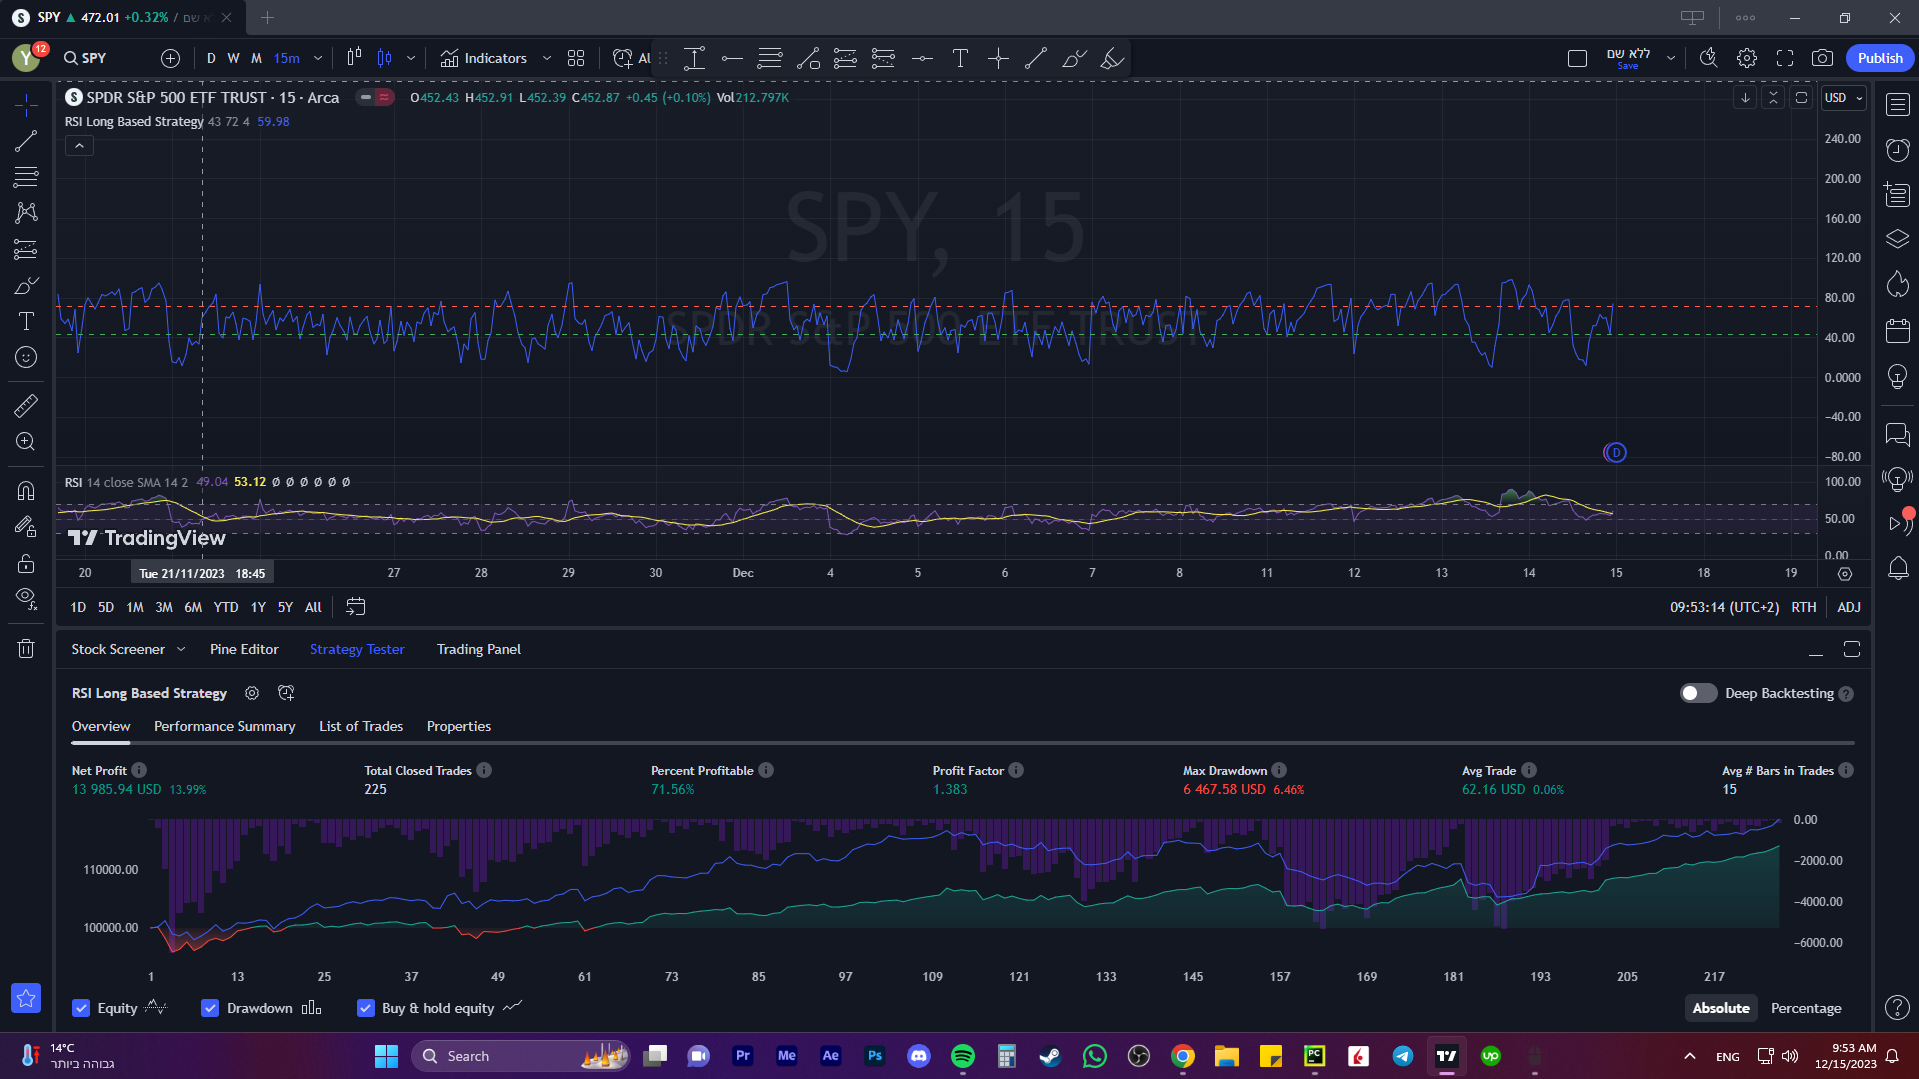 SPY ▲ 472.01 +0.32% / ללא שם
Y 12 SPY D W M 15m Indicators Al ללא שם Save Publish
SPDR S&P 500 ETF TRUST · 15 · Arca O452.43 H452.91 L452.39 C452.87 +0.45 (+0.10%) Vol212.797K USD
RSI Long Based Strategy 43 72 4 59.98
240.00
200.00
160.00
120.00
80.00
40.00
0.0000
−40.00
−80.00
SPY, 15
SPDR S&P 500 ETF TRUST
D
RSI 14 close SMA 14 2 49.04 53.12 Ø Ø Ø Ø Ø Ø
100.00
50.00
0.00
TradingView
20 Tue 21/11/2023 18:45 27 28 29 30 Dec 4 5 6 7 8 11 12 13 14 15 18 19
1D 5D 1M 3M 6M YTD 1Y 5Y All 09:53:14 (UTC+2) RTH ADJ
Stock Screener Pine Editor Strategy Tester Trading Panel
RSI Long Based Strategy Deep Backtesting
Overview Performance Summary List of Trades Properties
Net Profit Total Closed Trades Percent Profitable Profit Factor Max Drawdown Avg Trade Avg # Bars in Trades
13 985.94 USD 13.99% 225 71.56% 1.383 6 467.58 USD 6.46% 62.16 USD 0.06% 15
0.00
110000.00 −2000.00
−4000.00
100000.00 −6000.00
1 13 25 37 49 61 73 85 97 109 121 133 145 157 169 181 193 205 217
Equity Drawdown Buy & hold equity Absolute Percentage
14°C
גבוהה ביותר
Search Pr Me Ae Ps PC up ENG
9:53 AM
12/15/2023